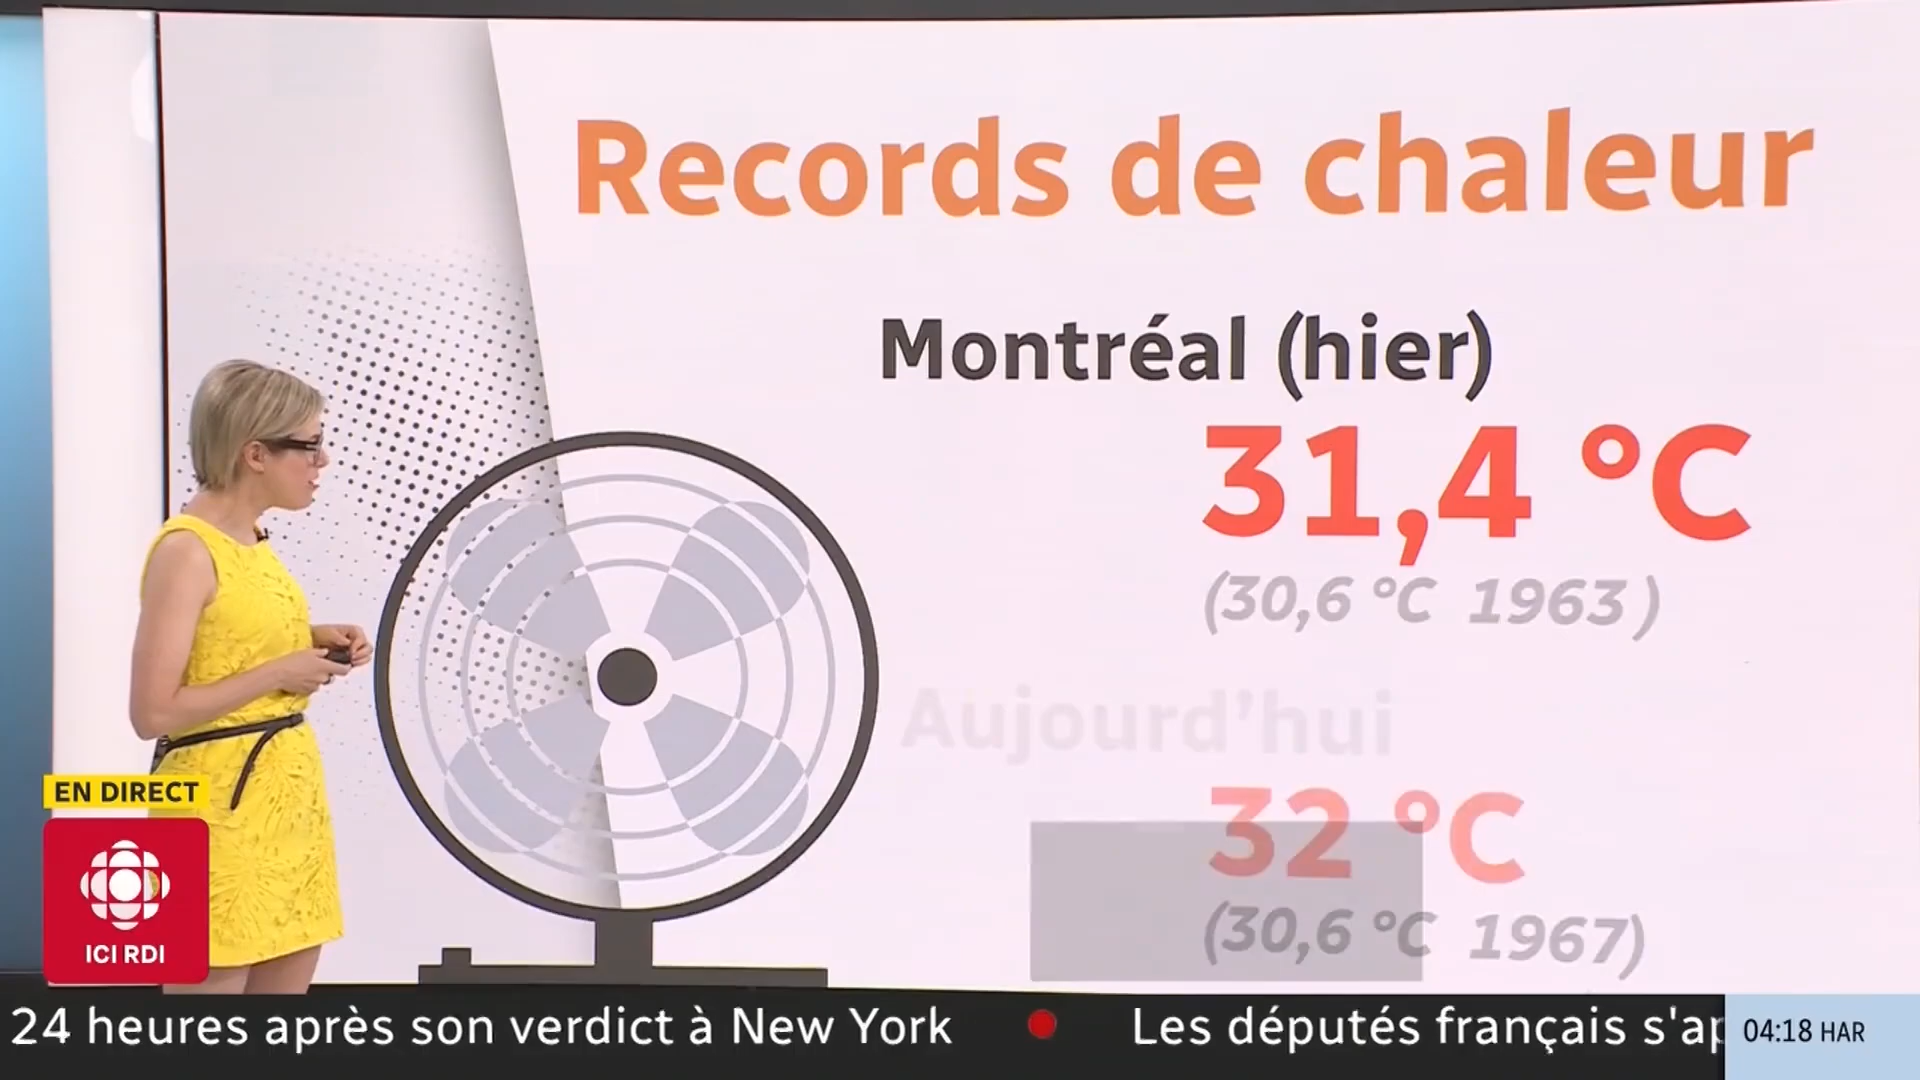 Records de chaleur
Montréal (hier)
31,4 °C
(30,6 °C 1963)
Aujourd'hui
32 °C
(30,6 °C 1967)
EN DIRECT
ICI RDI
24 heures après son verdict à New York
Les députés français s'ap
04:18 HAR